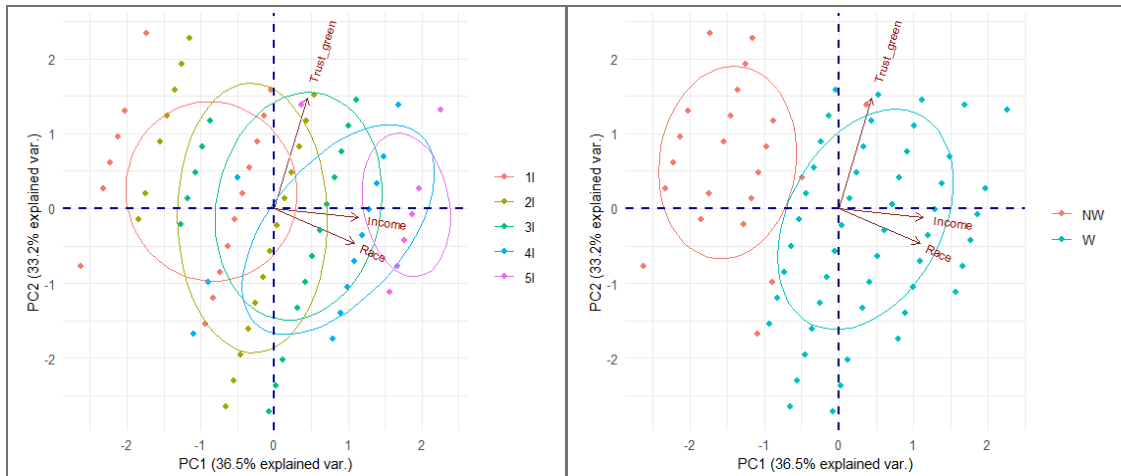 Trust_green
Income
Race
2
1
0
-1
-2
-2
-1
0
1
2
PC1 (36.5% explained var.)
PC2 (33.2% explained var.)
1I
2I
3I
4I
5I
Trust_green
Income
Race
2
1
0
-1
-2
-2
-1
0
1
2
PC1 (36.5% explained var.)
PC2 (33.2% explained var.)
NW
W